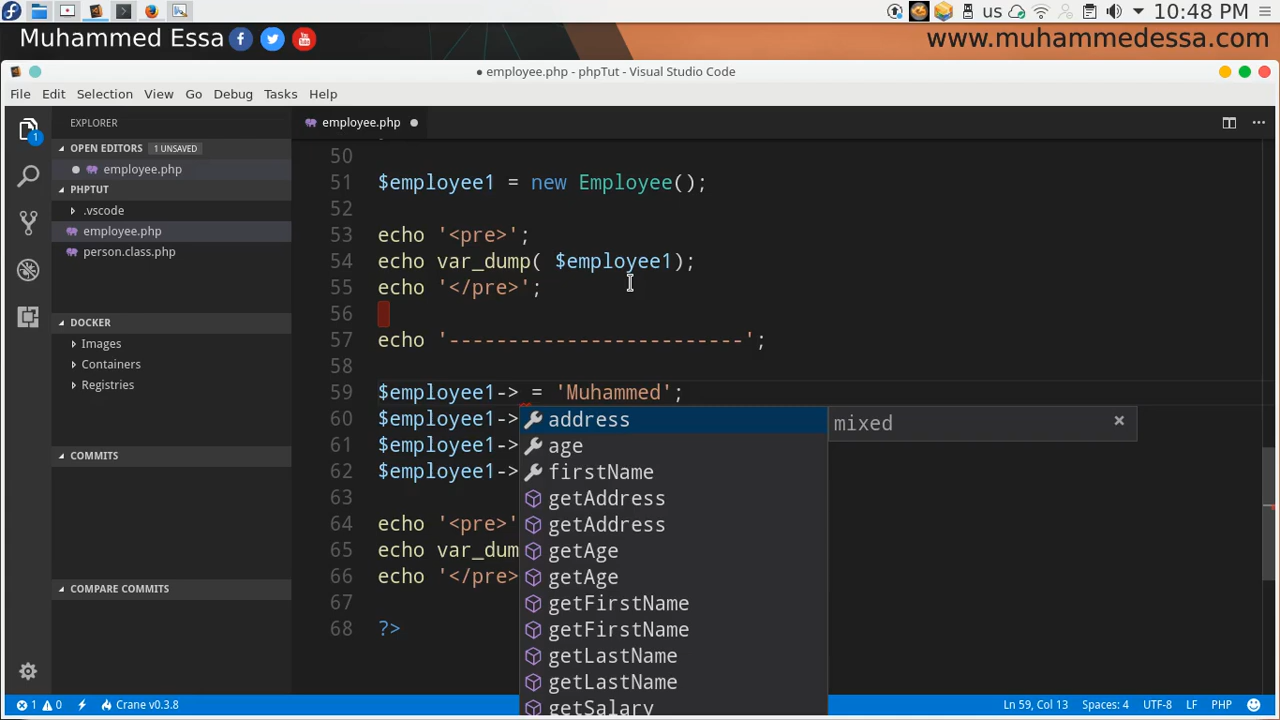 us
10:48 PM
Muhammed Essa
www.muhammedessa.com
● employee.php - phpTut - Visual Studio Code
File Edit Selection View Go Debug Tasks Help
EXPLORER
employee.php ●
OPEN EDITORS 1 UNSAVED
● employee.php
PHPTUT
.vscode
employee.php
person.class.php
DOCKER
Images
Containers
Registries
COMMITS
COMPARE COMMITS
1
50
51 $employee1 = new Employee();
52
53 echo '<pre>';
54 echo var_dump( $employee1);
55 echo '</pre>';
56
57 echo '-------------------------';
58
59 $employee1-> = 'Muhammed';
60 $employee1->
61 $employee1->
62 $employee1->
63
64 echo '<pre>'
65 echo var_dum
66 echo '</pre>
67
68 ?>
address
mixed ×
age
firstName
getAddress
getAddress
getAge
getAge
getFirstName
getFirstName
getLastName
getLastName
getSalary
1 0 Crane v0.3.8 Ln 59, Col 13 Spaces: 4 UTF-8 LF PHP